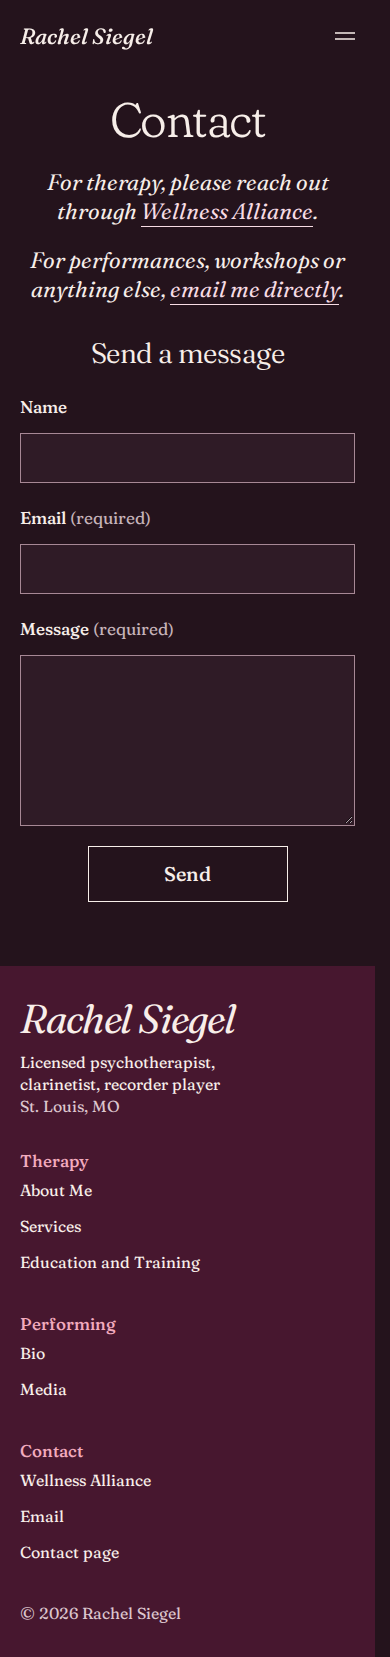 Rachel Siegel
Contact
For therapy, please reach out
through Wellness Alliance.
For performances, workshops or
anything else, email me directly.
Send a message
Name
Email (required)
Message (required)
Send
Rachel Siegel
Licensed psychotherapist,
clarinetist, recorder player
St. Louis, MO
Therapy
About Me
Services
Education and Training
Performing
Bio
Media
Contact
Wellness Alliance
Email
Contact page
© 2026 Rachel Siegel